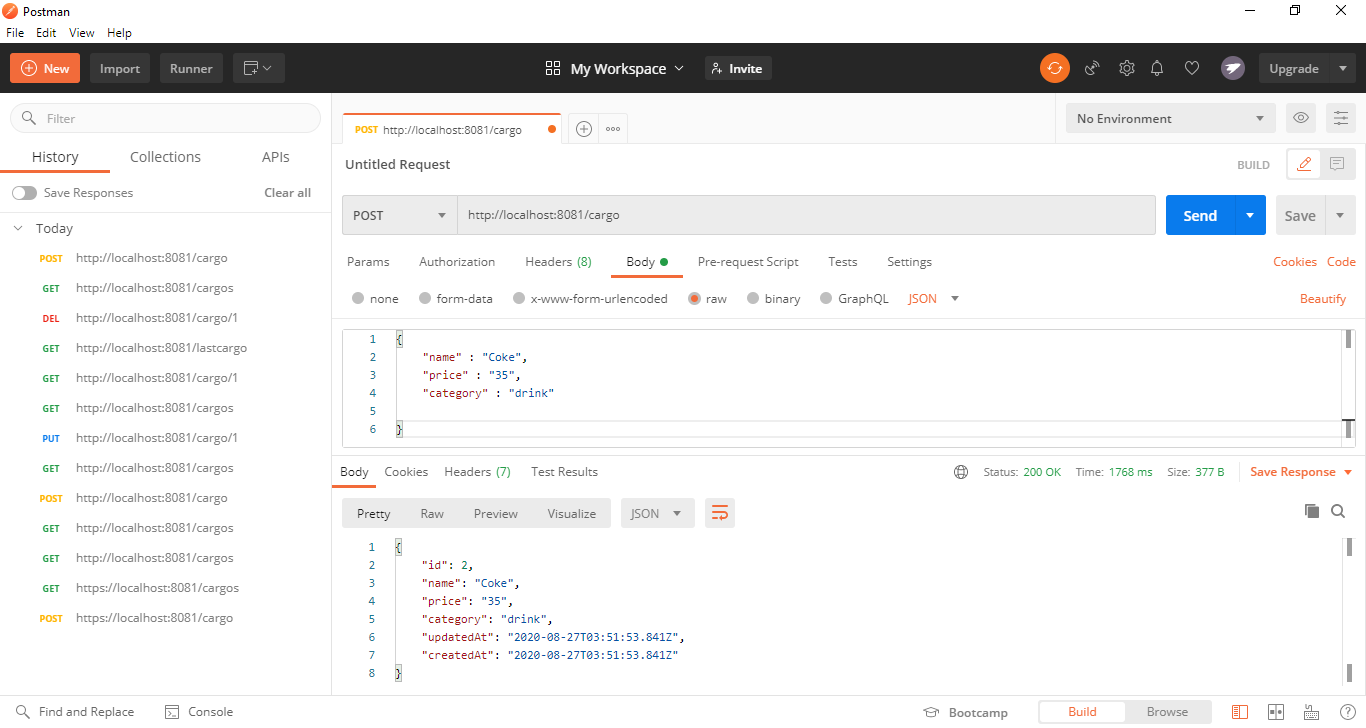 Postman
File Edit View Help
New Import Runner My Workspace Invite Upgrade
Filter
History Collections APIs
Save Responses Clear all
Today
POST http://localhost:8081/cargo
GET http://localhost:8081/cargos
DEL http://localhost:8081/cargo/1
GET http://localhost:8081/lastcargo
GET http://localhost:8081/cargo/1
GET http://localhost:8081/cargos
PUT http://localhost:8081/cargo/1
GET http://localhost:8081/cargos
POST http://localhost:8081/cargo
GET http://localhost:8081/cargos
GET http://localhost:8081/cargos
GET https://localhost:8081/cargos
POST https://localhost:8081/cargo
POST http://localhost:8081/cargo No Environment
Untitled Request BUILD
POST http://localhost:8081/cargo Send Save
Params Authorization Headers (8) Body Pre-request Script Tests Settings Cookies Code
none form-data x-www-form-urlencoded raw binary GraphQL JSON Beautify
1 {
2 "name" : "Coke",
3 "price" : "35",
4 "category" : "drink"
5
6 }
Body Cookies Headers (7) Test Results Status: 200 OK Time: 1768 ms Size: 377 B Save Response
Pretty Raw Preview Visualize JSON
1 {
2 "id": 2,
3 "name": "Coke",
4 "price": "35",
5 "category": "drink",
6 "updatedAt": "2020-08-27T03:51:53.841Z",
7 "createdAt": "2020-08-27T03:51:53.841Z"
8 }
Find and Replace Console Bootcamp Build Browse